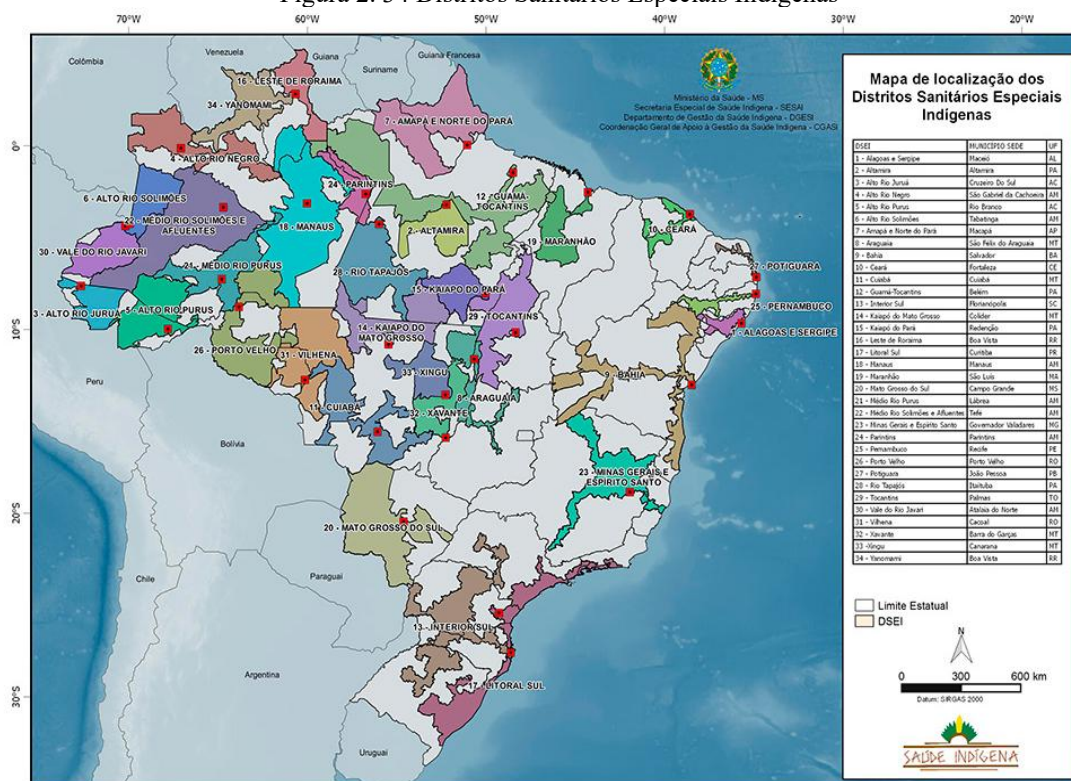 Figura 2. 34 Distritos Sanitários Especiais Indígenas
70°W
60°W
50°W
40°W
30°W
20°W
Venezuela
Guiana
Guiana Francesa
Colômbia
Suriname
16 - LESTE DE RORAIMA
34 - YANOMAMI
7 - AMAPÁ E NORTE DO PARÁ
Ministério da Saúde - MS
Secretaria Especial de Saúde Indígena - SESAI
Departamento de Gestão da Saúde Indígena - DGESI
Coordenação Geral de Apoio à Gestão da Saúde Indígena - CGASI
0°
4 - ALTO RIO NEGRO
24 - PARINTINS
6 - ALTO RIO SOLIMÕES
12 - GUAMÁ-
TOCANTINS
22 - MÉDIO RIO SOLIMÕES E
AFLUENTES
18 - MANAUS
2 - ALTAMIRA
10 - CEARÁ
19 - MARANHÃO
30 - VALE DO RIO JAVARI
21 - MÉDIO RIO PURUS
28 - RIO TAPAJÓS
27 - POTIGUARA
15 - KAIAPÓ DO PARÁ
3 - ALTO RIO JURUÁ
5 - ALTO RIO PURUS
29 - TOCANTINS
25 - PERNAMBUCO
10°S
14 - KAIAPÓ DO
MATO GROSSO
1 - ALAGOAS E SERGIPE
26 - PORTO VELHO
31 - VILHENA
33 - XINGU
9 - BAHIA
Peru
8 - ARAGUAIA
11 - CUIABÁ
32 - XAVANTE
Bolívia
23 - MINAS GERAIS E
ESPÍRITO SANTO
20°S
20 - MATO GROSSO DO SUL
Chile
Paraguai
13 - INTERIOR SUL
Argentina
17 - LITORAL SUL
30°S
Uruguai
Mapa de localização dos
Distritos Sanitários Especiais
Indígenas
DSEI MUNICÍPIO SEDE UF
1 - Alagoas e Sergipe Maceió AL
2 - Altamira Altamira PA
3 - Alto Rio Juruá Cruzeiro Do Sul AC
4 - Alto Rio Negro São Gabriel da Cachoeira AM
5 - Alto Rio Purus Rio Branco AC
6 - Alto Rio Solimões Tabatinga AM
7 - Amapá e Norte do Pará Macapá AP
8 - Araguaia São Félix do Araguaia MT
9 - Bahia Salvador BA
10 - Ceará Fortaleza CE
11 - Cuiabá Cuiabá MT
12 - Guamá-Tocantins Belém PA
13 - Interior Sul Florianópolis SC
14 - Kaiapó do Mato Grosso Colíder MT
15 - Kaiapó do Pará Redenção PA
16 - Leste de Roraima Boa Vista RR
17 - Litoral Sul Curitiba PR
18 - Manaus Manaus AM
19 - Maranhão São Luís MA
20 - Mato Grosso do Sul Campo Grande MS
21 - Médio Rio Purus Lábrea AM
22 - Médio Rio Solimões e Afluentes Tefé AM
23 - Minas Gerais e Espírito Santo Governador Valadares MG
24 - Parintins Parintins AM
25 - Pernambuco Recife PE
26 - Porto Velho Porto Velho RO
27 - Potiguara João Pessoa PB
28 - Rio Tapajós Itaituba PA
29 - Tocantins Palmas TO
30 - Vale do Rio Javari Atalaia do Norte AM
31 - Vilhena Cacoal RO
32 - Xavante Barra do Garças MT
33 -Xingu Canarana MT
34 - Yanomami Boa Vista RR
Limite Estatual
DSEI
N
0 300 600 km
Datum: SIRGAS 2000
SAÚDE INDÍGENA